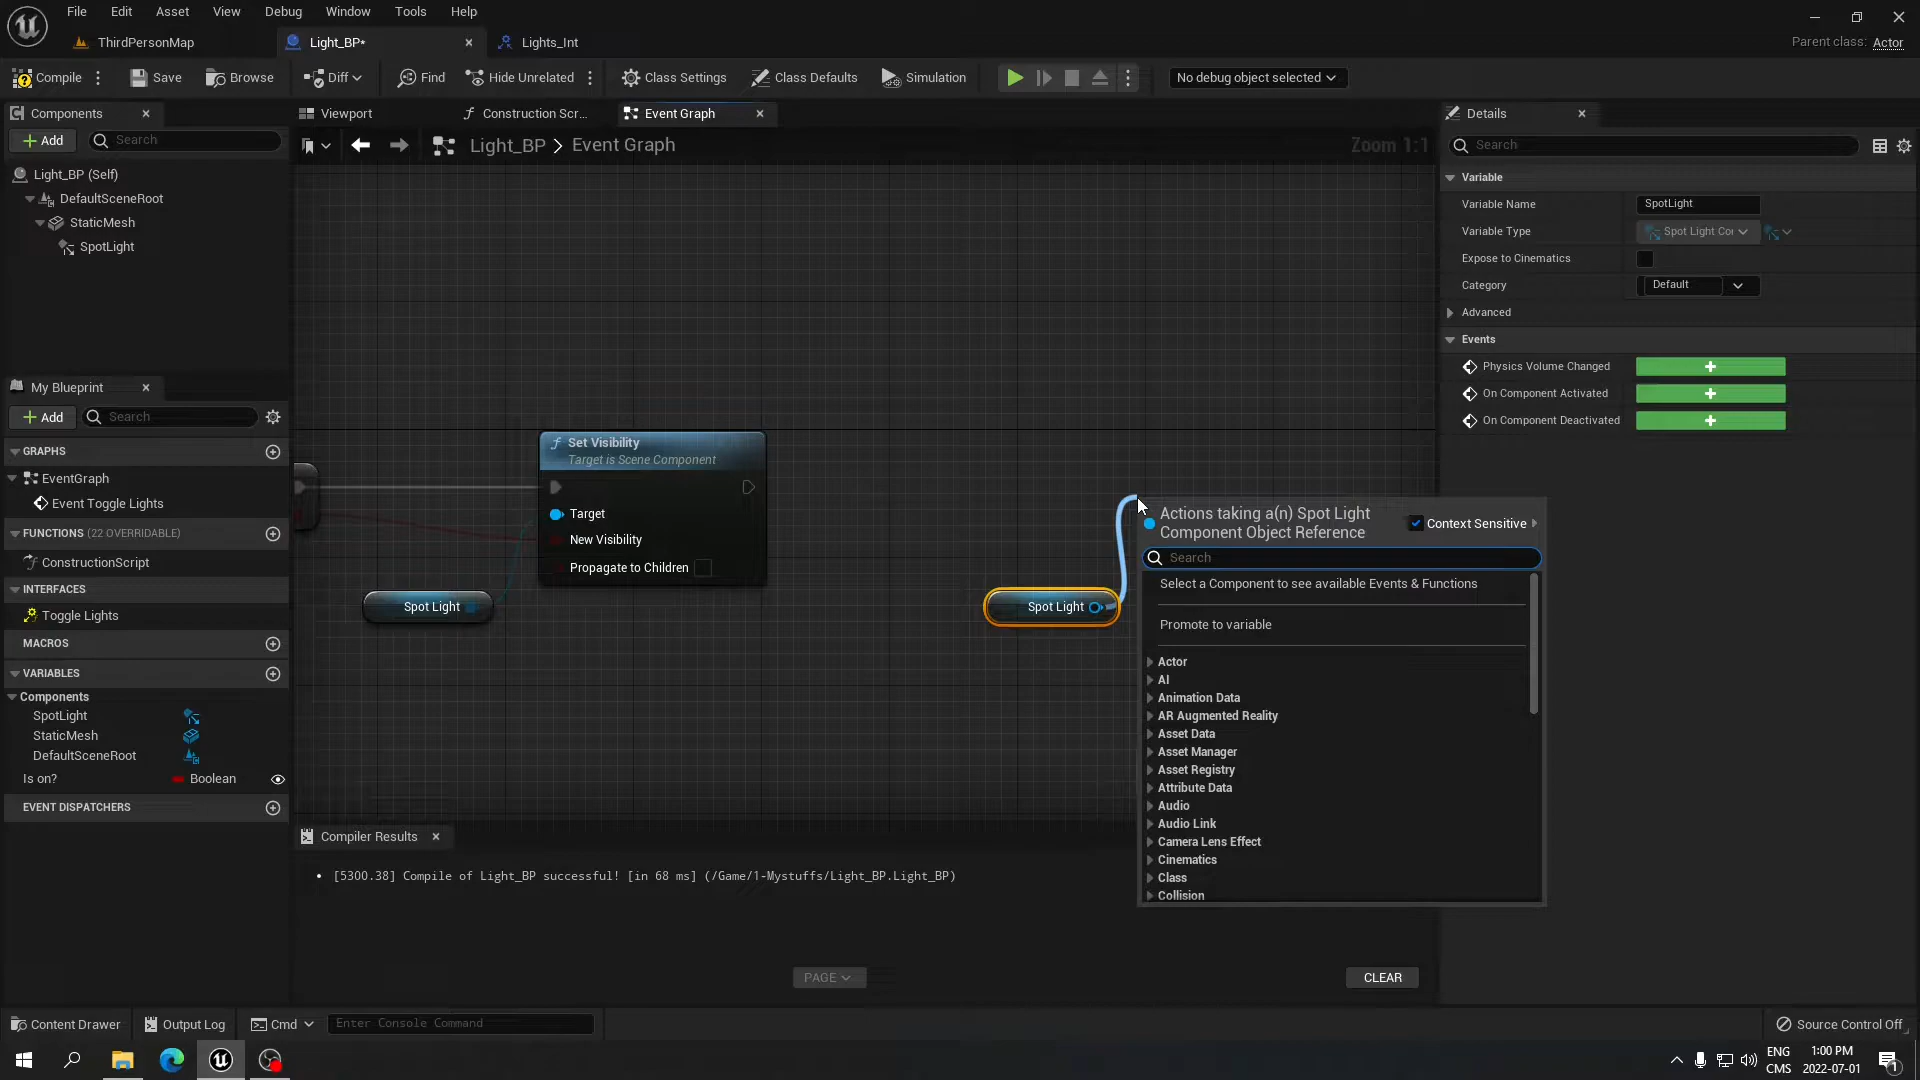 File Edit Asset View Debug Window Tools Help
ThirdPersonMap Light_BP* Lights_Int
Parent class: Actor
Compile Save Browse Diff Find Hide Unrelated Class Settings Class Defaults Simulation No debug object selected
Components Viewport Construction Scr... Event Graph Details
Add Search
Light_BP > Event Graph
Zoom 1:1
Search
Light_BP (Self)
DefaultSceneRoot
StaticMesh
SpotLight
Variable
Variable Name SpotLight
Variable Type Spot Light Cor
Expose to Cinematics
Category Default
Advanced
Events
Physics Volume Changed
On Component Activated
On Component Deactivated
My Blueprint
Add Search
GRAPHS
EventGraph
Event Toggle Lights
FUNCTIONS (22 OVERRIDABLE)
ConstructionScript
INTERFACES
Toggle Lights
MACROS
VARIABLES
Components
SpotLight
StaticMesh
DefaultSceneRoot
Is on? Boolean
EVENT DISPATCHERS
Set Visibility
Target is Scene Component
Target
New Visibility
Propagate to Children
Spot Light
Spot Light
Actions taking a(n) Spot Light
Component Object Reference
Context Sensitive
Search
Select a Component to see available Events & Functions
Promote to variable
Actor
AI
Animation Data
AR Augmented Reality
Asset Data
Asset Manager
Asset Registry
Attribute Data
Audio
Audio Link
Camera Lens Effect
Cinematics
Class
Collision
Compiler Results
[5300.38] Compile of Light_BP successful! [in 68 ms] (/Game/1-Mystuffs/Light_BP.Light_BP)
PAGE
CLEAR
Content Drawer Output Log Cmd Enter Console Command Source Control Off
ENG 1:00 PM
CMS 2022-07-01
1